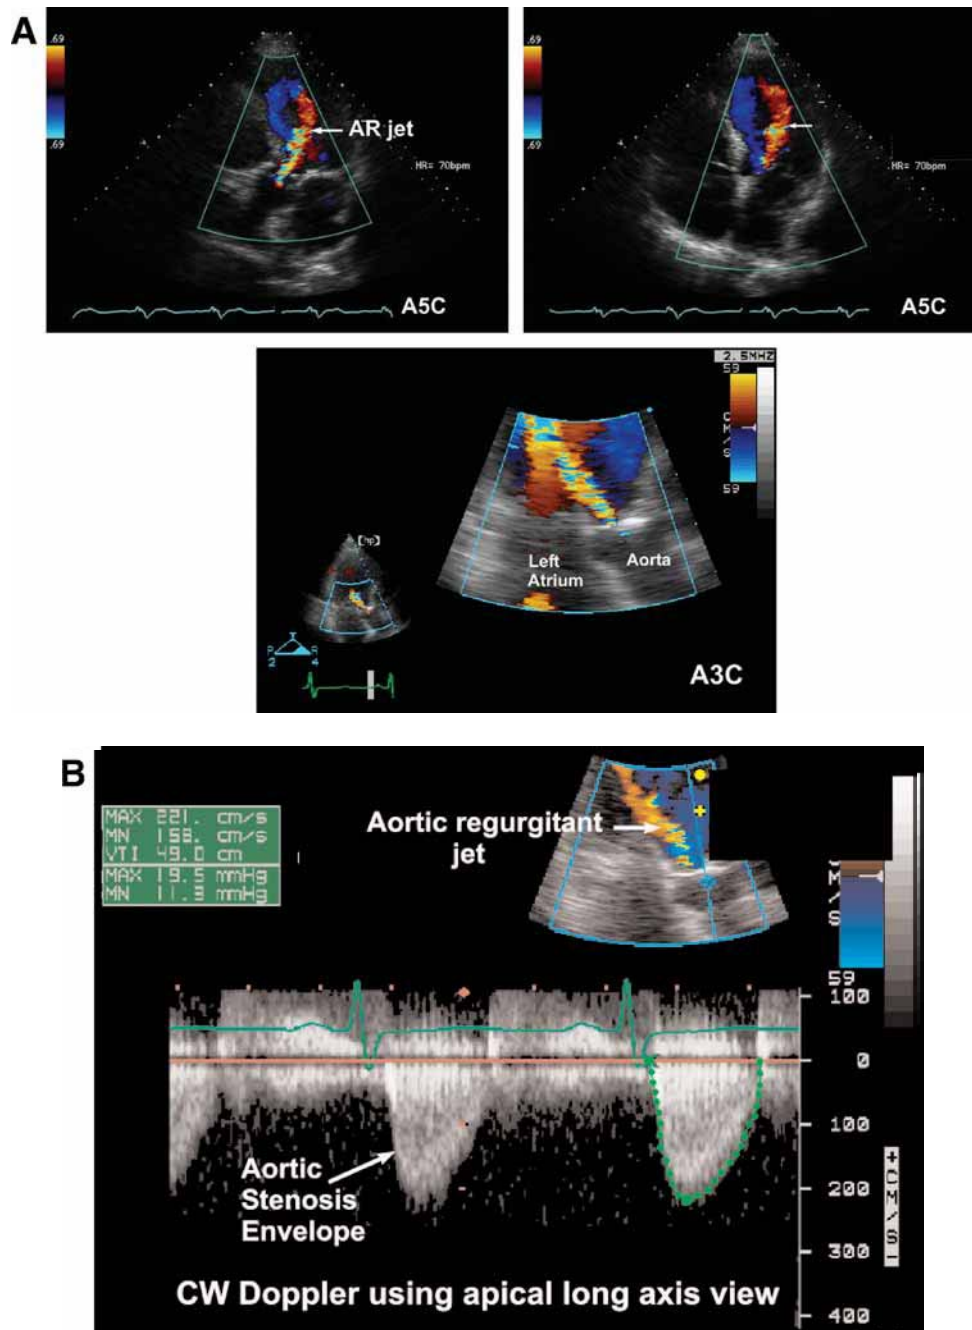 A
.69
.69
AR jet
HR= 70bpm
A5C
.69
.69
HR= 70bpm
A5C
2.5MHZ
59
C
M
/
S
59
Left
Atrium
Aorta
A3C
B
MAX 221. cm/s
MN 158. cm/s
VTI 49.0 cm
MAX 19.5 mmHg
MN 11.3 mmHg
Aortic regurgitant
jet
M
/
S
59
100
0
100
200
300
400
+CM/S-
Aortic
Stenosis
Envelope
CW Doppler using apical long axis view